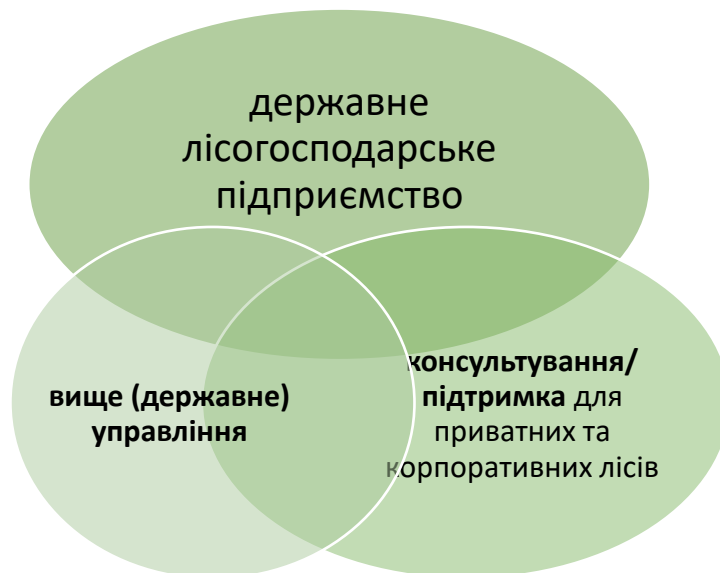 державне
лісогосподарське
підприємство
вище (державне)
управління
консультування/
підтримка для
приватних та
корпоративних лісів